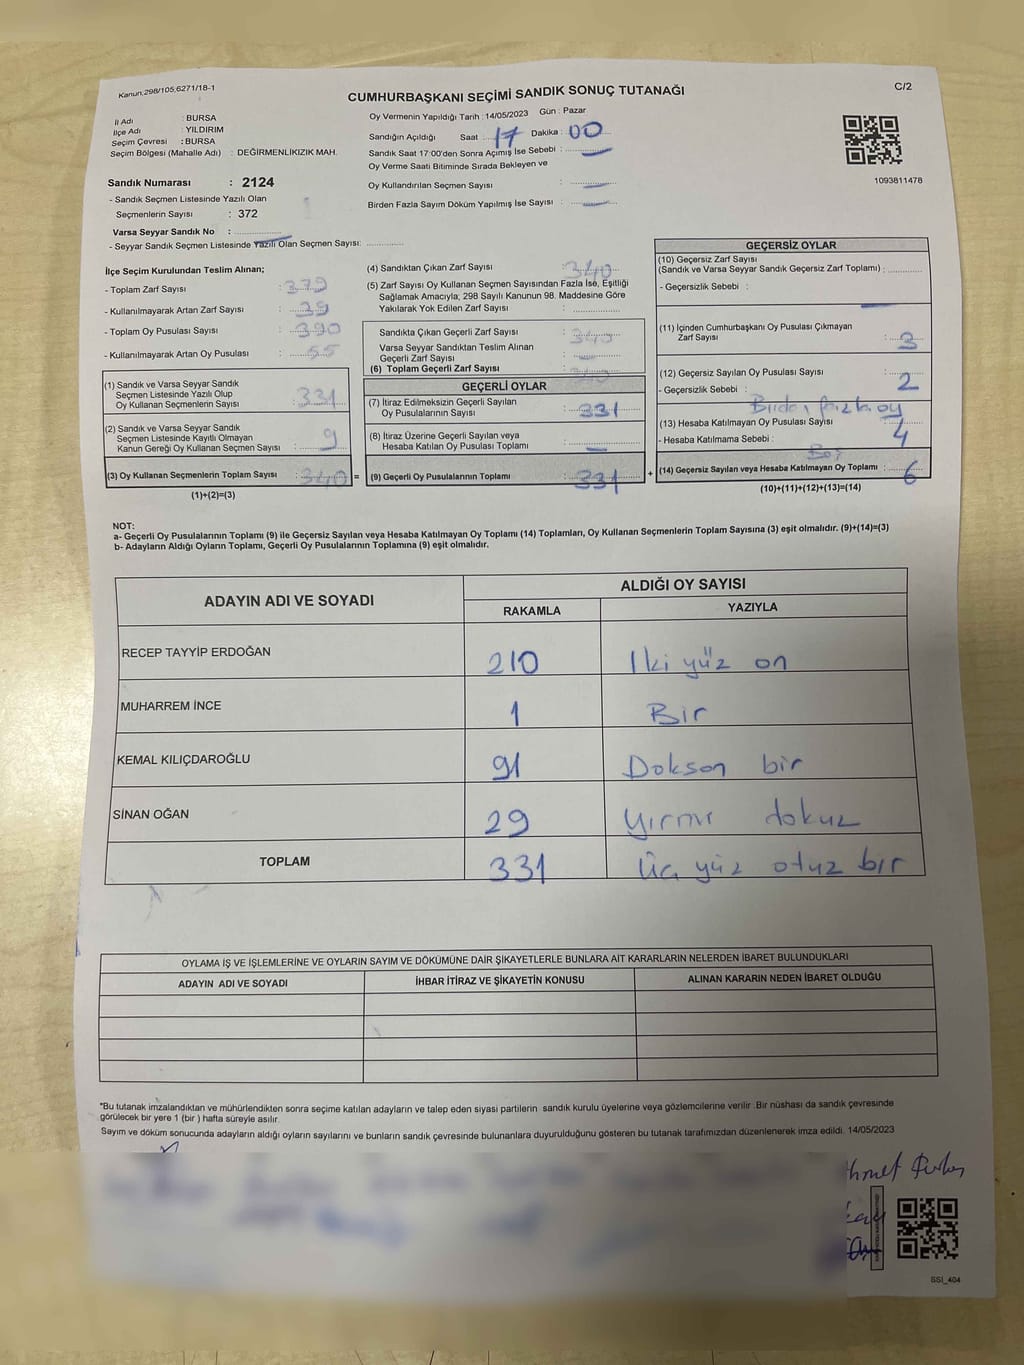 Kanun,298/105,6271/18-1
C/2
CUMHURBAŞKANI SEÇİMİ SANDIK SONUÇ TUTANAĞI
İl Adı : BURSA
İlçe Adı : YILDIRIM
Seçim Çevresi : BURSA
Seçim Bölgesi (Mahalle Adı) : DEĞİRMENLİKIZIK MAH.
Oy Vermenin Yapıldığı Tarih : 14/05/2023 Gün : Pazar
Sandığın Açıldığı Saat : 17 Dakika : 00
Sandık Saat 17:00'den Sonra Açımış İse Sebebi :
Oy Verme Saati Bitiminde Sırada Bekleyen ve
Oy Kullandırılan Seçmen Sayısı :
Birden Fazla Sayım Döküm Yapılmış İse Sayısı :
1093811478
Sandık Numarası : 2124
- Sandık Seçmen Listesinde Yazılı Olan
Seçmenlerin Sayısı : 372
Varsa Seyyar Sandık No :
- Seyyar Sandık Seçmen Listesinde Yazılı Olan Seçmen Sayısı:
İlçe Seçim Kurulundan Teslim Alınan;
- Toplam Zarf Sayısı : 379
- Kullanılmayarak Artan Zarf Sayısı : 39
- Toplam Oy Pusulası Sayısı : 390
- Kullanılmayarak Artan Oy Pusulası : 55
(1) Sandık ve Varsa Seyyar Sandık
Seçmen Listesinde Yazılı Olup
Oy Kullanan Seçmenlerin Sayısı : 331
(2) Sandık ve Varsa Seyyar Sandık
Seçmen Listesinde Kayıtlı Olmayan
Kanun Gereği Oy Kullanan Seçmen Sayısı : 9
(3) Oy Kullanan Seçmenlerin Toplam Sayısı : 340 =
(1)+(2)=(3)
(4) Sandıktan Çıkan Zarf Sayısı : 340
(5) Zarf Sayısı Oy Kullanan Seçmen Sayısından Fazla İse, Eşitliği
Sağlamak Amacıyla; 298 Sayılı Kanunun 98. Maddesine Göre
Yakılarak Yok Edilen Zarf Sayısı :
Sandıkta Çıkan Geçerli Zarf Sayısı : 340
Varsa Seyyar Sandıktan Teslim Alınan
Geçerli Zarf Sayısı :
(6) Toplam Geçerli Zarf Sayısı : 340
GEÇERLİ OYLAR
(7) İtiraz Edilmeksizin Geçerli Sayılan
Oy Pusulalarının Sayısı : 331
(8) İtiraz Üzerine Geçerli Sayılan veya
Hesaba Katılan Oy Pusulaları Toplamı :
(9) Geçerli Oy Pusulalarının Toplamı : 331 +
GEÇERSİZ OYLAR
(10) Geçersiz Zarf Sayısı
(Sandık ve Varsa Seyyar Sandık Geçersiz Zarf Toplamı) :
- Geçersizlik Sebebi :
(11) İçinden Cumhurbaşkanı Oy Pusulası Çıkmayan
Zarf Sayısı : 3
(12) Geçersiz Sayılan Oy Pusulası Sayısı : 2
- Geçersizlik Sebebi : Birden fazla oy
(13) Hesaba Katılmayan Oy Pusulası Sayısı : 4
- Hesaba Katılmama Sebebi : Boş
(14) Geçersiz Sayılan veya Hesaba Katılmayan Oy Toplamı : 6
(10)+(11)+(12)+(13)=(14)
NOT:
a- Geçerli Oy Pusulalarının Toplamı (9) ile Geçersiz Sayılan veya Hesaba Katılmayan Oy Toplamı (14) Toplamları, Oy Kullanan Seçmenlerin Toplam Sayısına (3) eşit olmalıdır. (9)+(14)=(3)
b- Adayların Aldığı Oyların Toplamı, Geçerli Oy Pusulalarının Toplamına (9) eşit olmalıdır.
ADAYIN ADI VE SOYADI ALDIĞI OY SAYISI
RAKAMLA YAZIYLA
RECEP TAYYİP ERDOĞAN 210 İki yüz on
MUHARREM İNCE 1 Bir
KEMAL KILIÇDAROĞLU 91 Doksan bir
SİNAN OĞAN 29 Yirmi dokuz
TOPLAM 331 Üç yüz otuz bir
OYLAMA İŞ VE İŞLEMLERİNE VE OYLARIN SAYIM VE DÖKÜMÜNE DAİR ŞİKAYETLERLE BUNLARA AİT KARARLARIN NELERDEN İBARET BULUNDUKLARI
ADAYIN ADI VE SOYADI İHBAR İTİRAZ VE ŞİKAYETİN KONUSU ALINAN KARARIN NEDEN İBARET OLDUĞU
*Bu tutanak imzalandıktan ve mühürlendikten sonra seçime katılan adayların ve talep eden siyasi partilerin sandık kurulu üyelerine veya gözlemcilerine verilir .Bir nüshası da sandık çevresinde
görülecek bir yere 1 (bir ) hafta süreyle asılır.
Sayım ve döküm sonucunda adayların aldığı oyların sayılarını ve bunların sandık çevresinde bulunanlara duyurulduğunu gösteren bu tutanak tarafımızdan düzenlenerek imza edildi. 14/05/2023
SSI_404